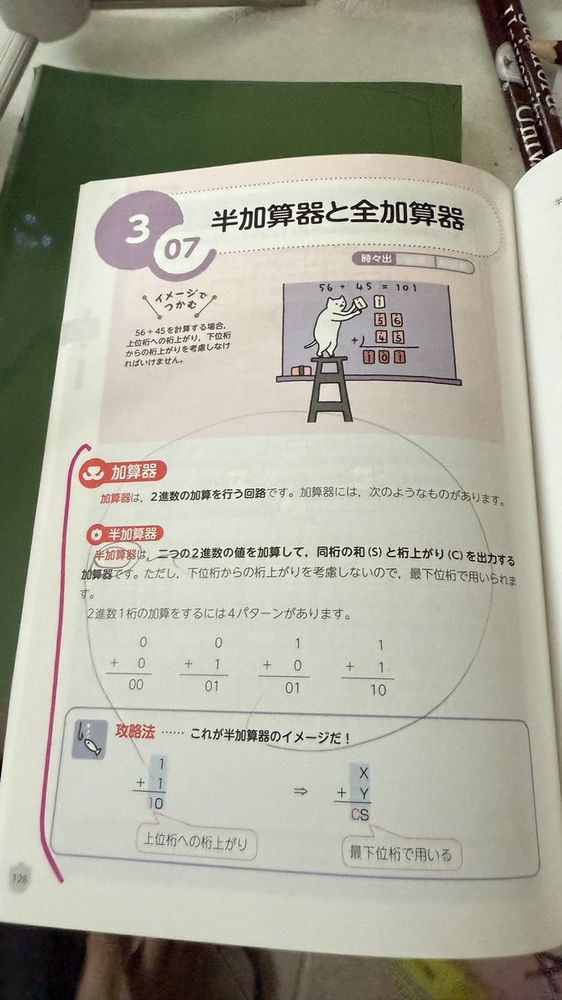 3
07
半加算器と全加算器
時々出
イメージで
つかむ
56+45を計算する場合,
上位桁への桁上がり,下位桁
からの桁上がりを考慮しなけ
ればいけません。
56 + 45 = 101
1
56
+) 45
101
加算器
加算器は,2進数の加算を行う回路です。加算器には,次のようなものがあります。
半加算器
半加算器は,二つの2進数の値を加算して,同桁の和(S)と桁上がり(C)を出力する
加算器です。ただし,下位桁からの桁上がりを考慮しないので,最下位桁で用いられま
す。
2進数1桁の加算をするには4パターンがあります。
0 0 1 1
+ 0 + 1 + 0 + 1
00 01 01 10
攻略法 …… これが半加算器のイメージだ!
1 X
+ 1 ⇒ + Y
10 CS
上位桁への桁上がり
最下位桁で用いる
128